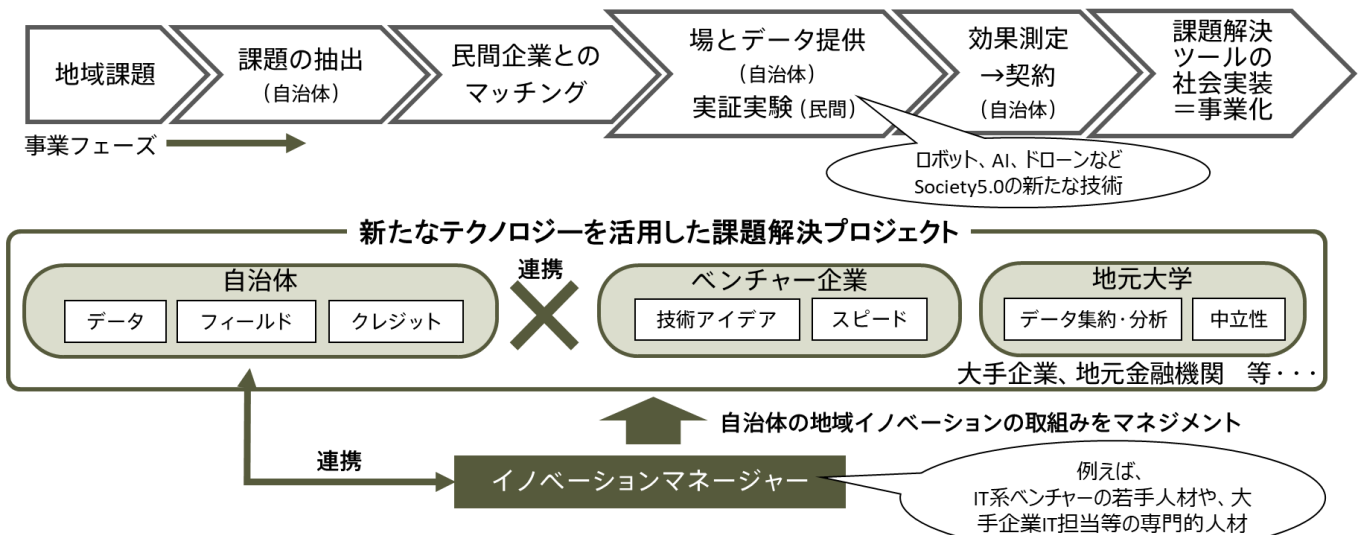 地域課題
課題の抽出
（自治体）
民間企業との
マッチング
場とデータ提供
（自治体）
実証実験（民間）
効果測定
→契約
（自治体）
課題解決
ツールの
社会実装
＝事業化
事業フェーズ
ロボット、AI、ドローンなど
Society5.0の新たな技術
新たなテクノロジーを活用した課題解決プロジェクト
自治体
データ
フィールド
クレジット
連携
ベンチャー企業
技術アイデア
スピード
地元大学
データ集約・分析
中立性
大手企業、地元金融機関　等・・・
自治体の地域イノベーションの取組みをマネジメント
連携
イノベーションマネージャー
例えば、
IT系ベンチャーの若手人材や、大
手企業IT担当等の専門的人材